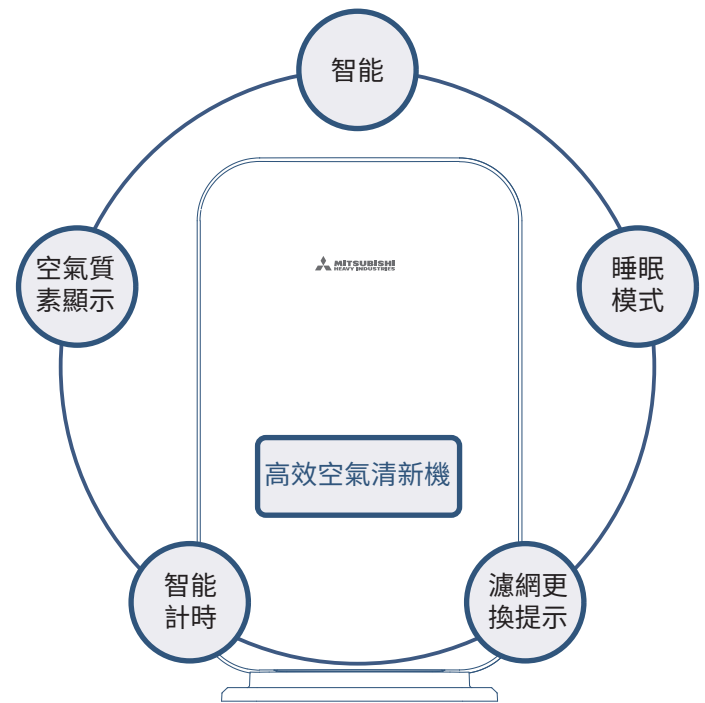 智能
空氣質
素顯示
睡眠
模式
MITSUBISHI
HEAVY INDUSTRIES
高效空氣清新機
智能
計時
濾網更
換提示